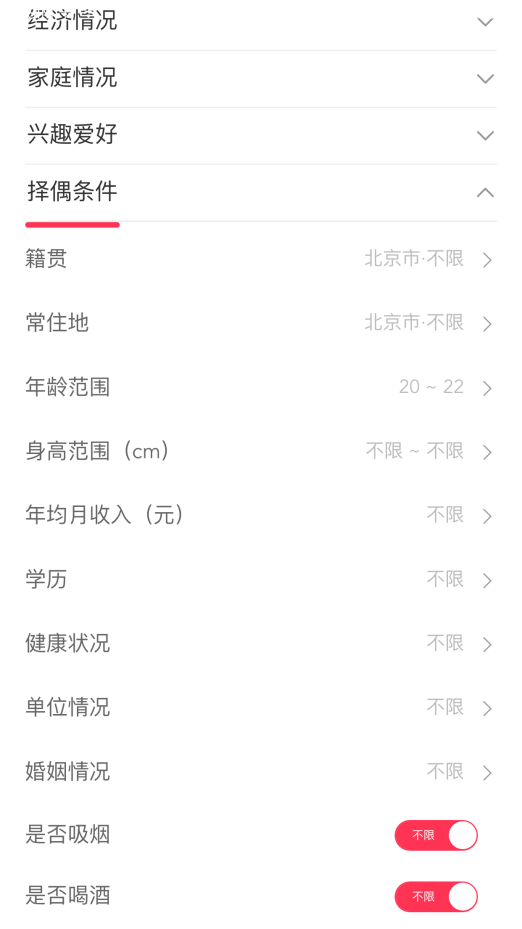 经济情况
家庭情况
兴趣爱好
择偶条件
籍贯 北京市·不限
常住地 北京市·不限
年龄范围 20 ~ 22
身高范围（cm） 不限 ~ 不限
年均月收入（元） 不限
学历 不限
健康状况 不限
单位情况 不限
婚姻情况 不限
是否吸烟 不限
是否喝酒 不限